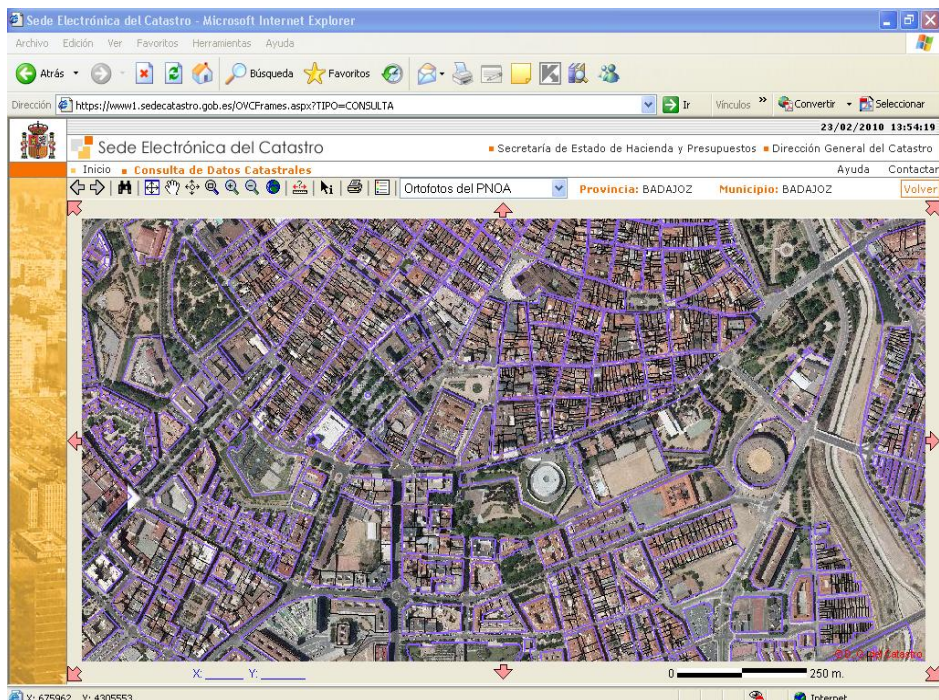 Sede Electrónica del Catastro - Microsoft Internet Explorer
Archivo Edición Ver Favoritos Herramientas Ayuda
Atrás Búsqueda Favoritos
Dirección https://www1.sedecatastro.gob.es/OVCFrames.aspx?TIPO=CONSULTA Ir Vínculos » Convertir Seleccionar
23/02/2010 13:54:19
Sede Electrónica del Catastro Secretaría de Estado de Hacienda y Presupuestos Dirección General del Catastro
Inicio Consulta de Datos Catastrales Ayuda Contactar
Ortofotos del PNOA Provincia: BADAJOZ Municipio: BADAJOZ Volver
X: Y: 0 250 m.
X: 675962 Y: 4305553 Internet